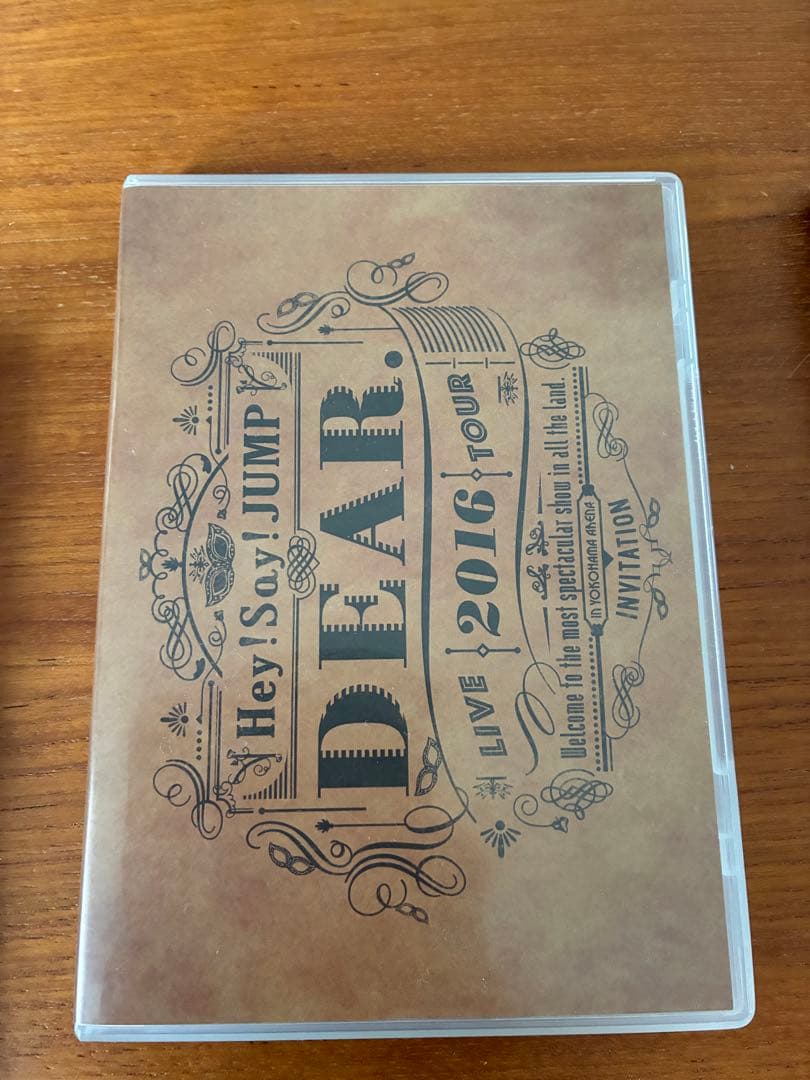 Hey!Say!JUMP
DEAR.
LIVE 2016 TOUR
Welcome to the most spectacular show in all the land.
in YOKOHAMA ARENA
INVITATION